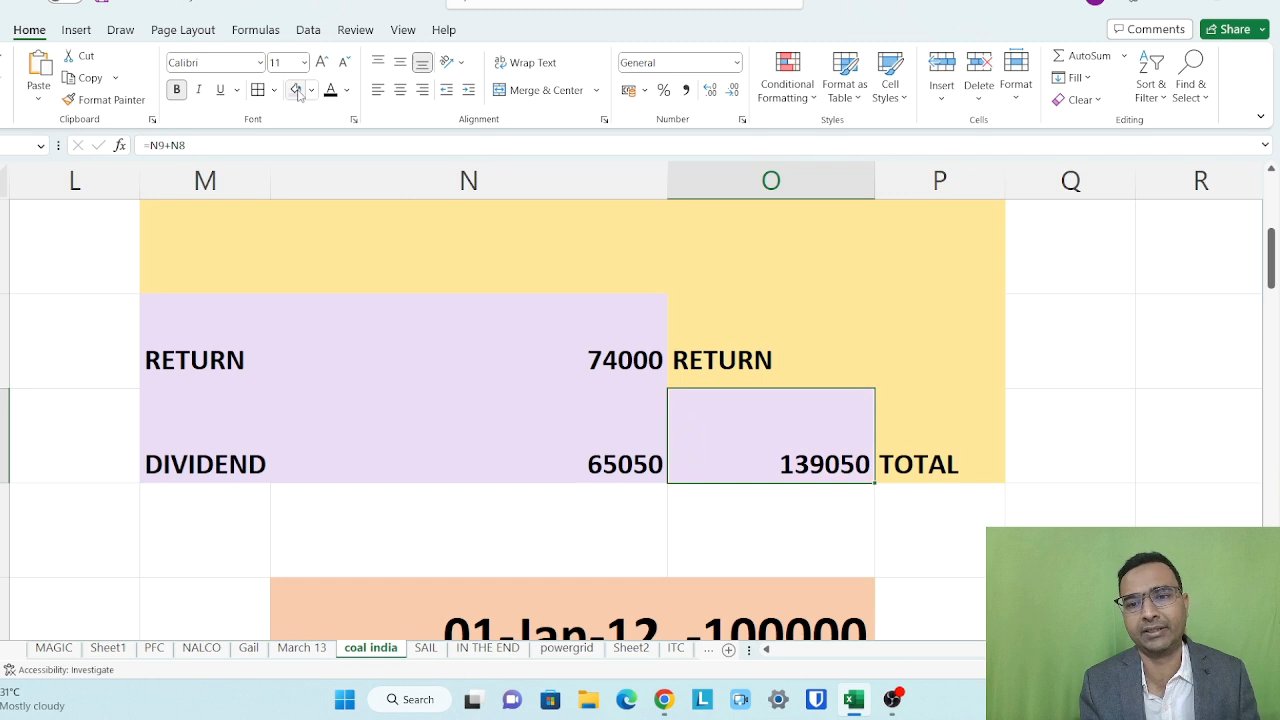 Home Insert Draw Page Layout Formulas Data Review View Help Comments Share
Paste
Cut
Copy
Format Painter
Clipboard
Calibri 11
B I U
Font
Wrap Text
Merge & Center
Alignment
General
Number
Conditional Formatting
Format as Table
Cell Styles
Styles
Insert
Delete
Format
Cells
AutoSum
Fill
Clear
Sort & Filter
Find & Select
Editing
fx =N9+N8
L M N O P Q R
RETURN 74000 RETURN
DIVIDEND 65050 139050 TOTAL
01-Jan-12 -100000
MAGIC Sheet1 PFC NALCO Gail March 13 coal india SAIL IN THE END powergrid Sheet2 ITC ...
Accessibility: Investigate
31°C
Mostly cloudy
Search